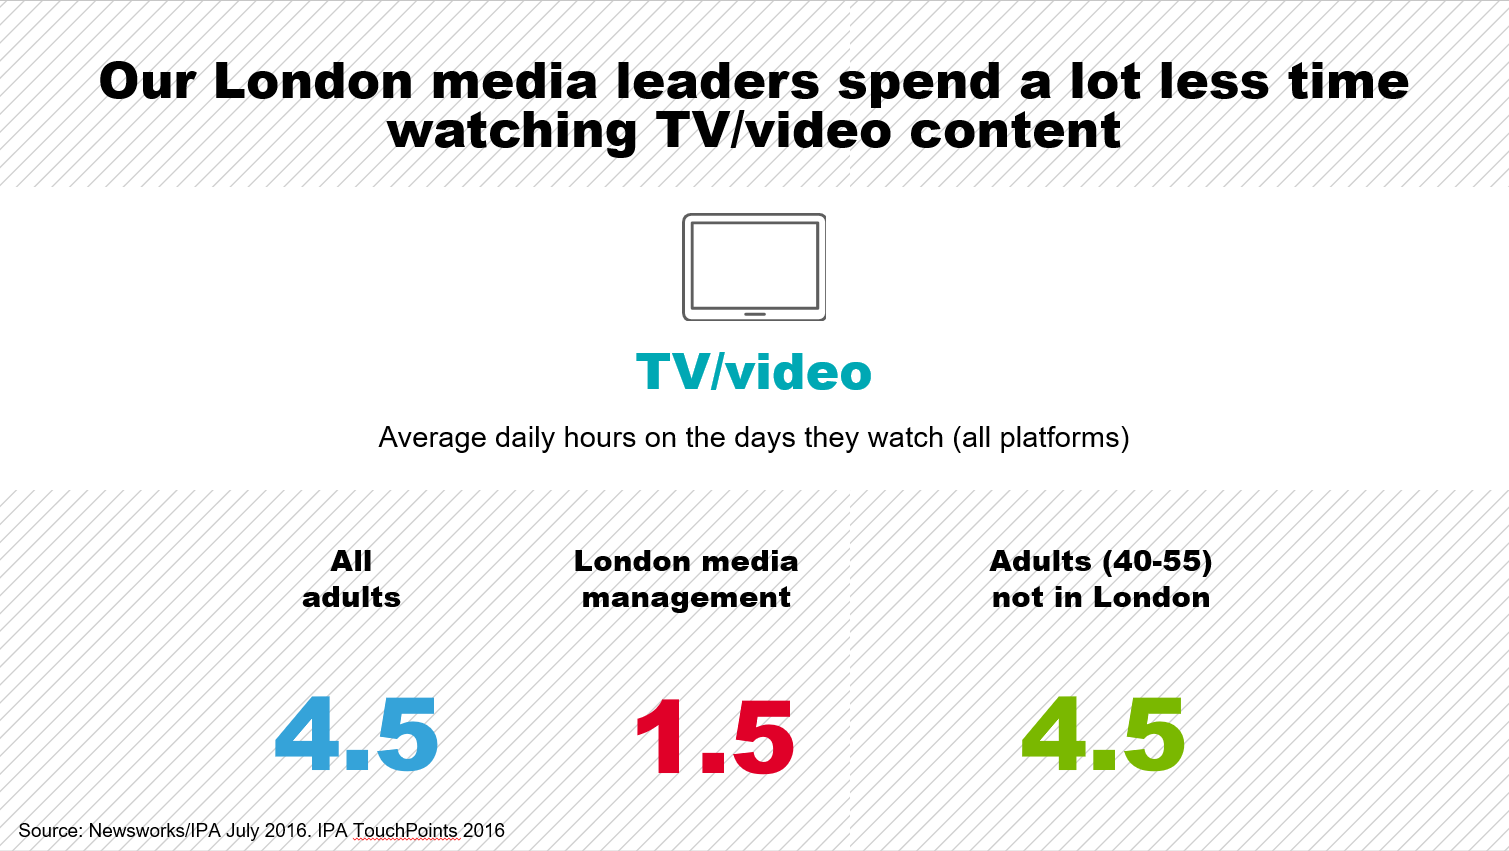 Our London media leaders spend a lot less time
watching TV/video content
TV/video
Average daily hours on the days they watch (all platforms)
All
adults
4.5
London media
management
1.5
Adults (40-55)
not in London
4.5
Source: Newsworks/IPA July 2016. IPA TouchPoints 2016